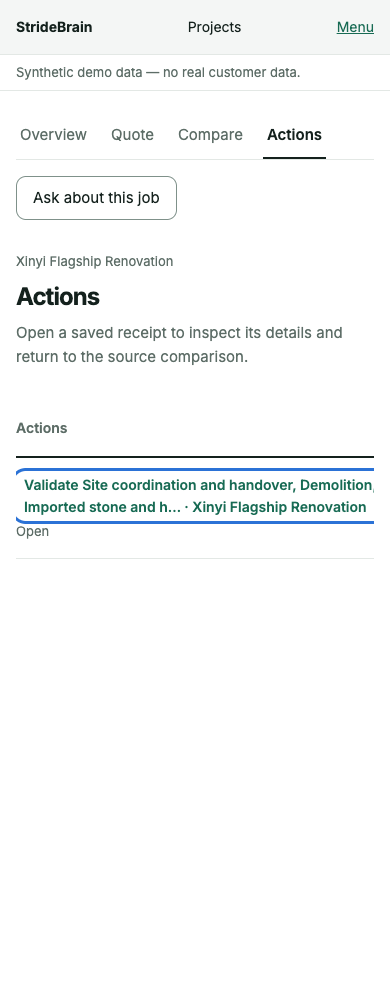 StrideBrain
Projects
Menu
Synthetic demo data — no real customer data.
Overview
Quote
Compare
Actions
Ask about this job
Xinyi Flagship Renovation
Actions
Open a saved receipt to inspect its details and
return to the source comparison.
Actions
Validate Site coordination and handover, Demolition,
Imported stone and h... · Xinyi Flagship Renovation
Open